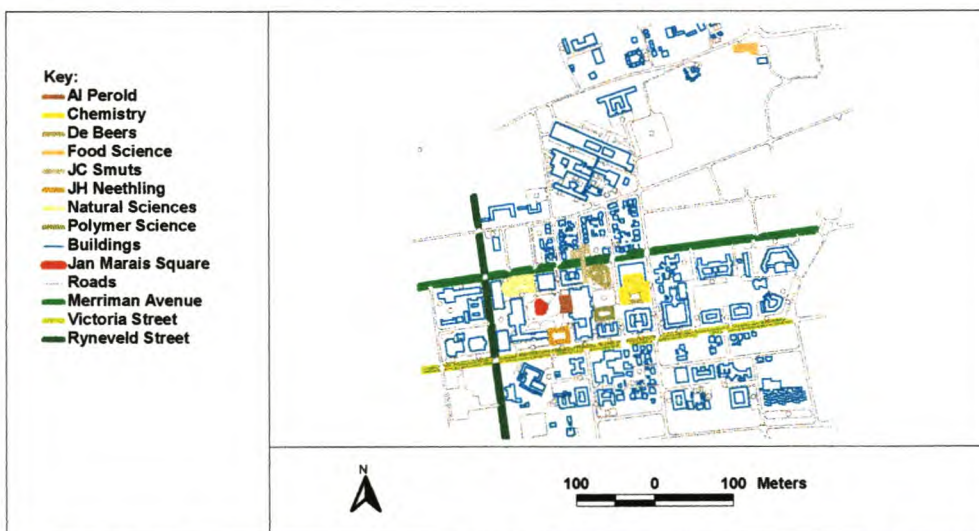 Key:
AI Perold
Chemistry
De Beers
Food Science
JC Smuts
JH Neethling
Natural Sciences
Polymer Science
Buildings
Jan Marais Square
Roads
Merriman Avenue
Victoria Street
Ryneveld Street
N
100 0 100 Meters